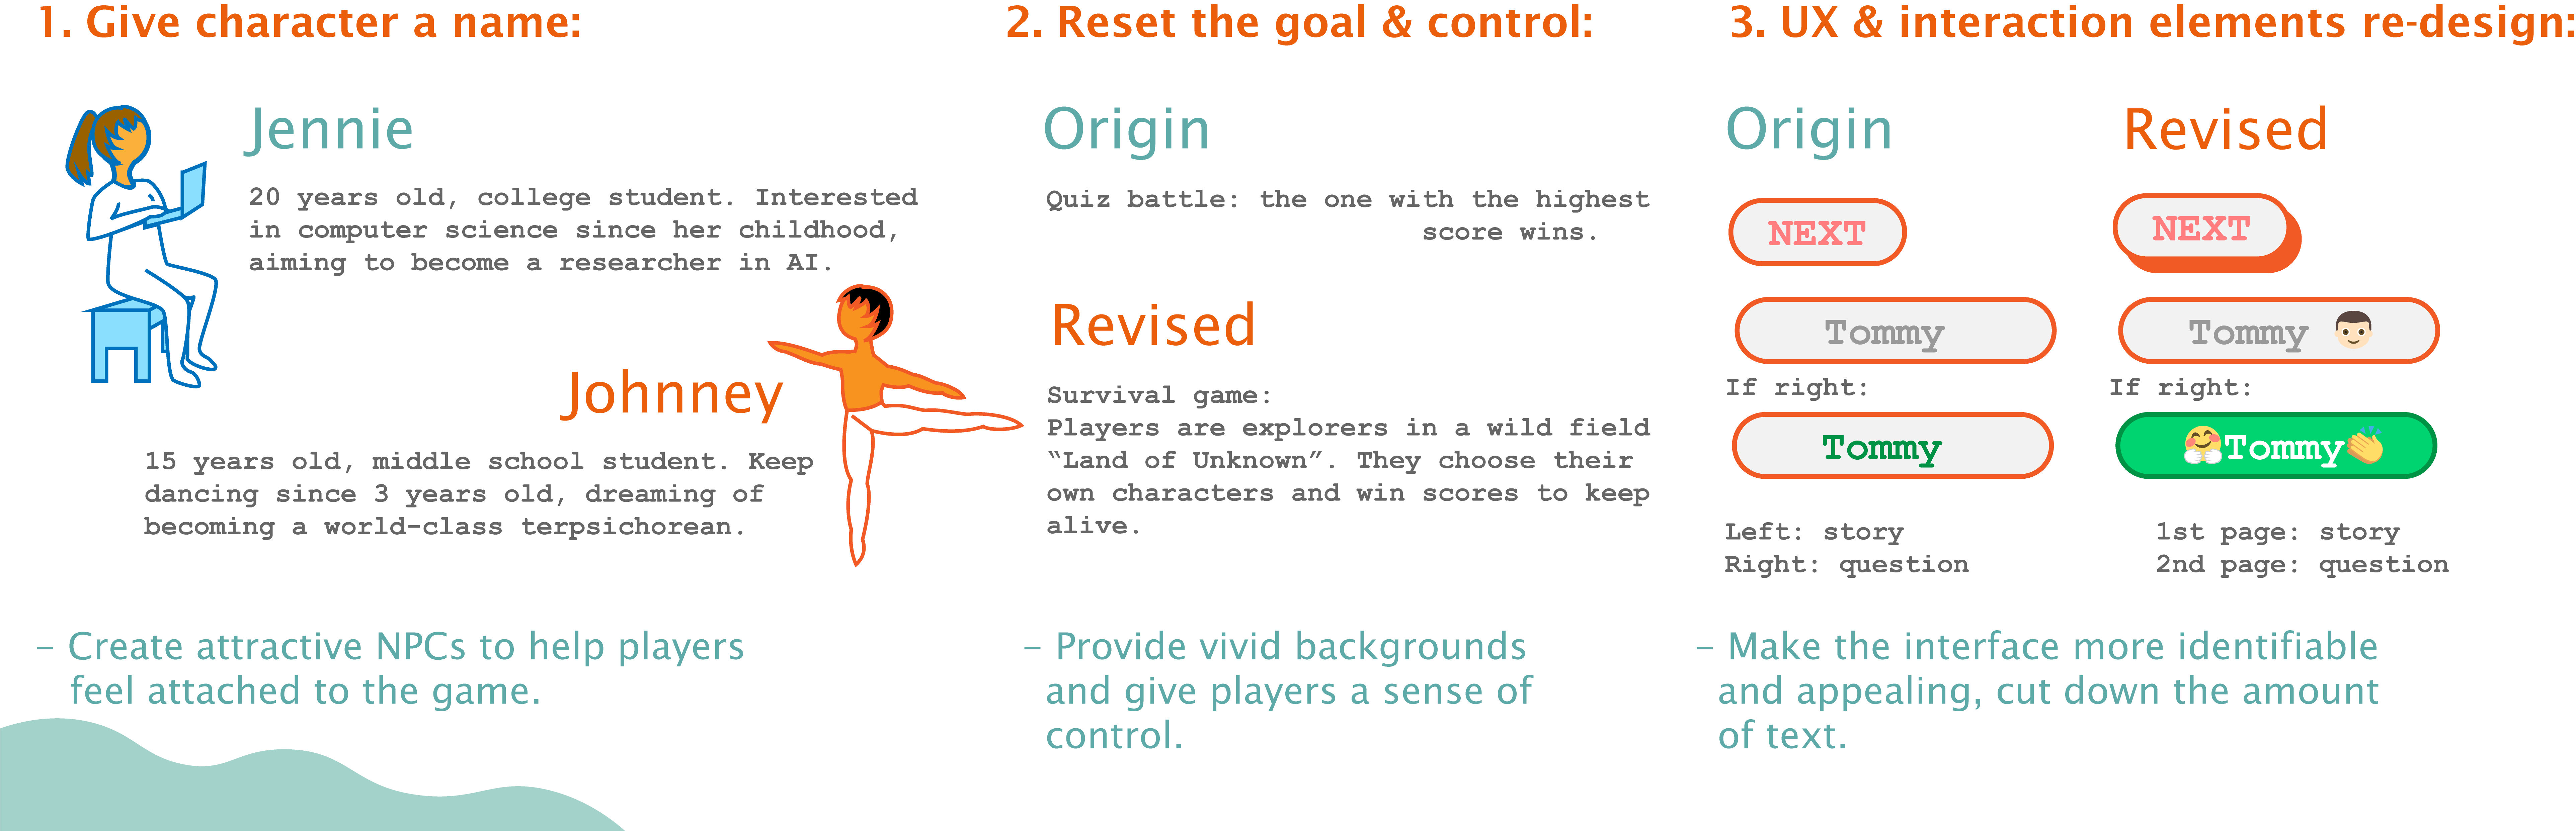 1. Give character a name:
Jennie
20 years old, college student. Interested
in computer science since her childhood,
aiming to become a researcher in AI.
Johnney
15 years old, middle school student. Keep
dancing since 3 years old, dreaming of
becoming a world-class terpsichorean.
– Create attractive NPCs to help players
feel attached to the game.
2. Reset the goal & control:
Origin
Quiz battle: the one with the highest
score wins.
Revised
Survival game:
Players are explorers in a wild field
“Land of Unknown”. They choose their
own characters and win scores to keep
alive.
– Provide vivid backgrounds
and give players a sense of
control.
3. UX & interaction elements re-design:
Origin
NEXT
Tommy
If right:
Tommy
Left: story
Right: question
Revised
NEXT
Tommy
If right:
Tommy
1st page: story
2nd page: question
– Make the interface more identifiable
and appealing, cut down the amount
of text.